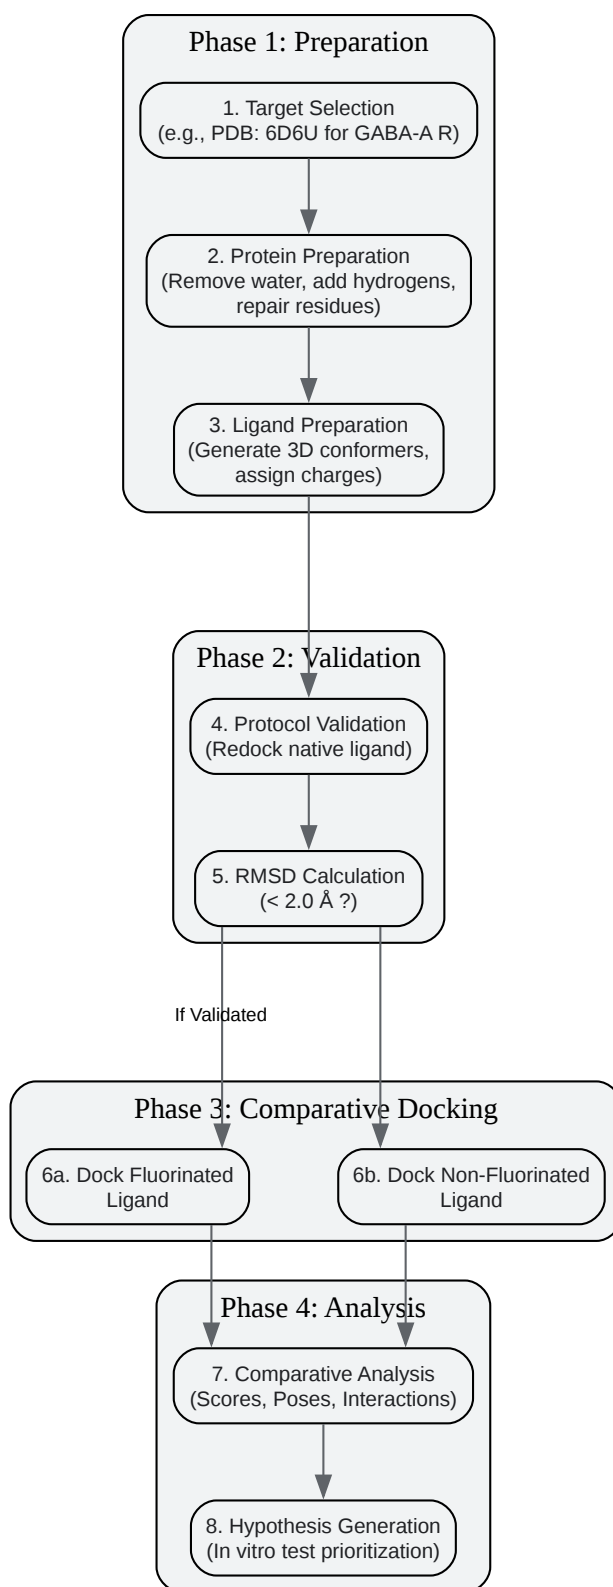 Phase 1: Preparation
1. Target Selection
(e.g., PDB: 6D6U for GABA-A R)
2. Protein Preparation
(Remove water, add hydrogens,
repair residues)
3. Ligand Preparation
(Generate 3D conformers,
assign charges)
Phase 2: Validation
4. Protocol Validation
(Redock native ligand)
5. RMSD Calculation
(< 2.0 Å ?)
If Validated
Phase 3: Comparative Docking
6a. Dock Fluorinated
Ligand
6b. Dock Non-Fluorinated
Ligand
Phase 4: Analysis
7. Comparative Analysis
(Scores, Poses, Interactions)
8. Hypothesis Generation
(In vitro test prioritization)